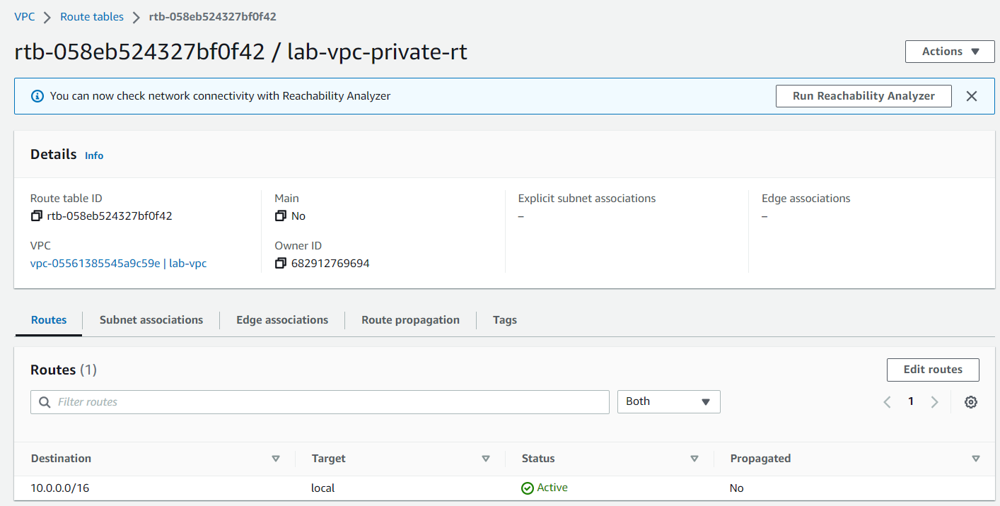 VPC > Route tables > rtb-058eb524327bf0f42
rtb-058eb524327bf0f42 / lab-vpc-private-rt
Actions
You can now check network connectivity with Reachability Analyzer
Run Reachability Analyzer
Details Info
Route table ID
rtb-058eb524327bf0f42
Main
No
Explicit subnet associations
–
Edge associations
–
VPC
vpc-05561385545a9c59e | lab-vpc
Owner ID
682912769694
Routes
Subnet associations
Edge associations
Route propagation
Tags
Routes (1)
Edit routes
Filter routes
Both
1
Destination
Target
Status
Propagated
10.0.0.0/16
local
Active
No